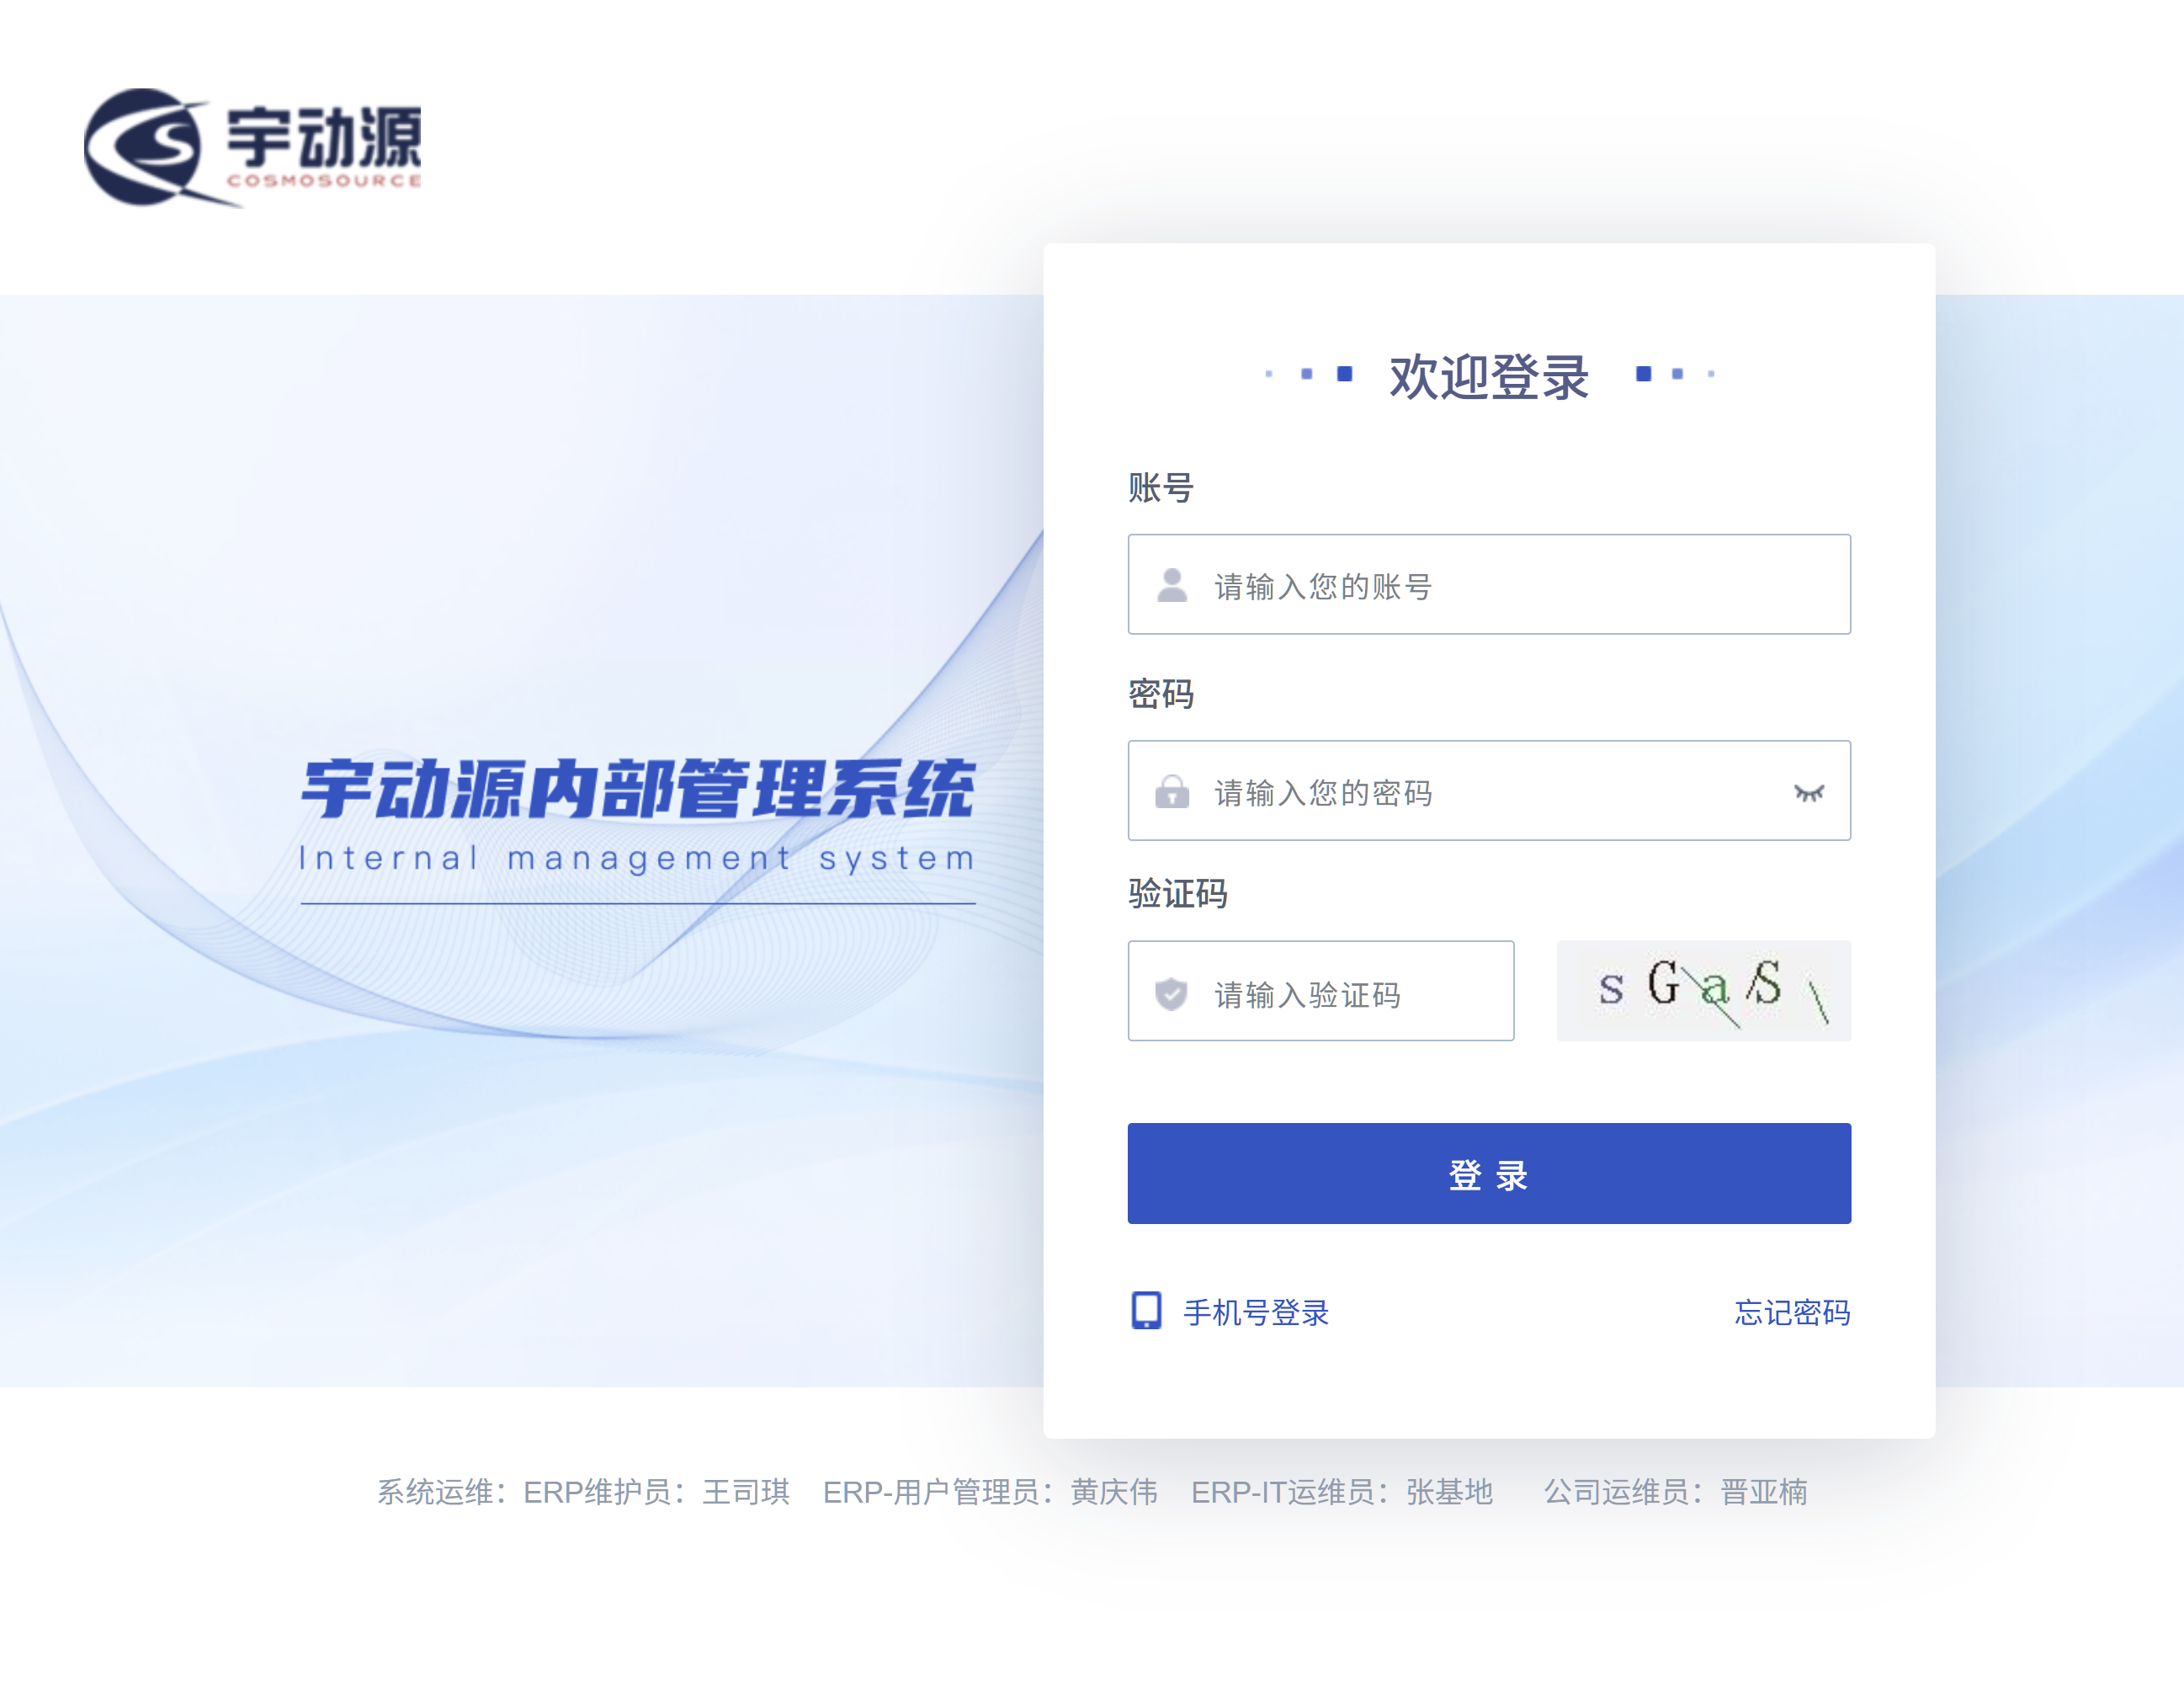 宇动源
COSMOSOURCE
欢迎登录
账号
请输入您的账号
密码
请输入您的密码
宇动源内部管理系统
Internal management system
验证码
请输入验证码
sGaS
登 录
手机号登录
忘记密码
系统运维：ERP维护员：王司琪 ERP-用户管理员：黄庆伟 ERP-IT运维员：张基地 公司运维员：晋亚楠